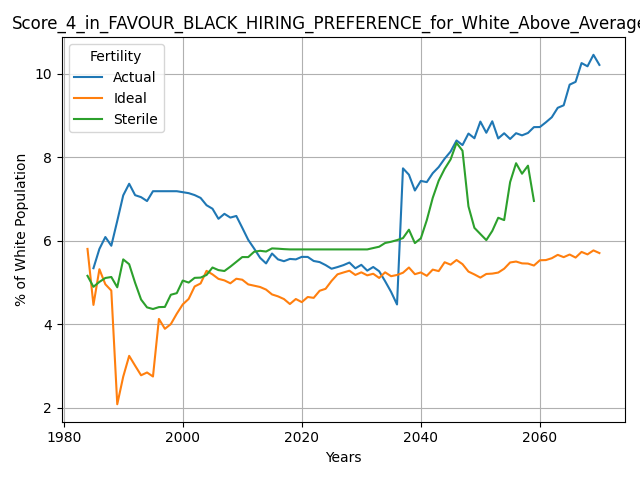 Score_4_in_FAVOUR_BLACK_HIRING_PREFERENCE_for_White_Above_Average
Fertility
Actual
Ideal
Sterile
% of White Population
10
8
6
4
2
1980
2000
2020
2040
2060
Years